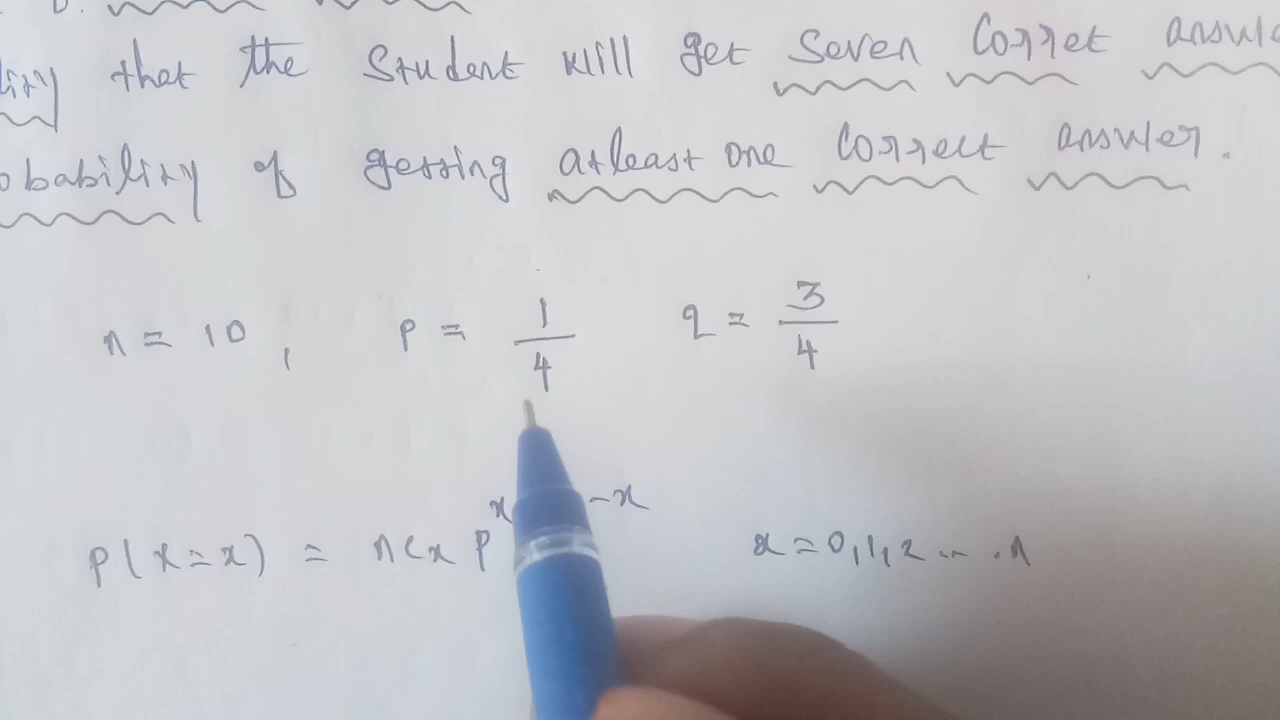 that the student will get seven Corret
of getting atleast one Correct answer.
n = 10, p = 1/4 q = 3/4
P(X=x) = nCx p^x -x x=0,1,2....n